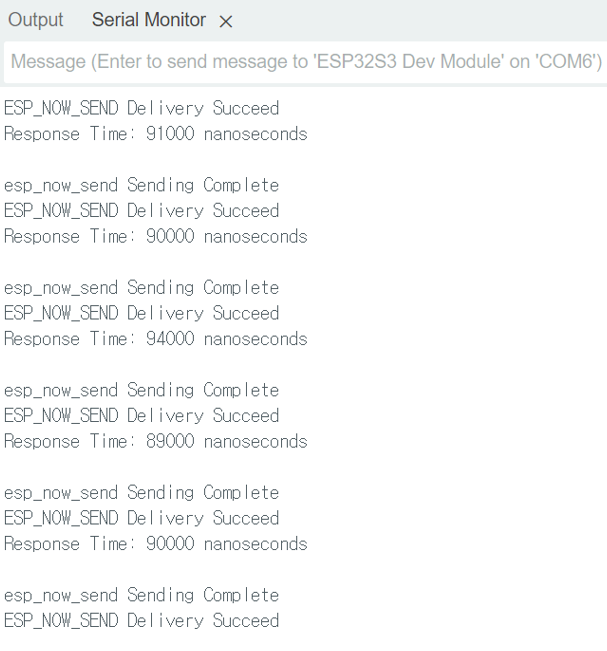 Output Serial Monitor ×
Message (Enter to send message to 'ESP32S3 Dev Module' on 'COM6')
ESP_NOW_SEND Delivery Succeed
Response Time: 91000 nanoseconds
esp_now_send Sending Complete
ESP_NOW_SEND Delivery Succeed
Response Time: 90000 nanoseconds
esp_now_send Sending Complete
ESP_NOW_SEND Delivery Succeed
Response Time: 94000 nanoseconds
esp_now_send Sending Complete
ESP_NOW_SEND Delivery Succeed
Response Time: 89000 nanoseconds
esp_now_send Sending Complete
ESP_NOW_SEND Delivery Succeed
Response Time: 90000 nanoseconds
esp_now_send Sending Complete
ESP_NOW_SEND Delivery Succeed